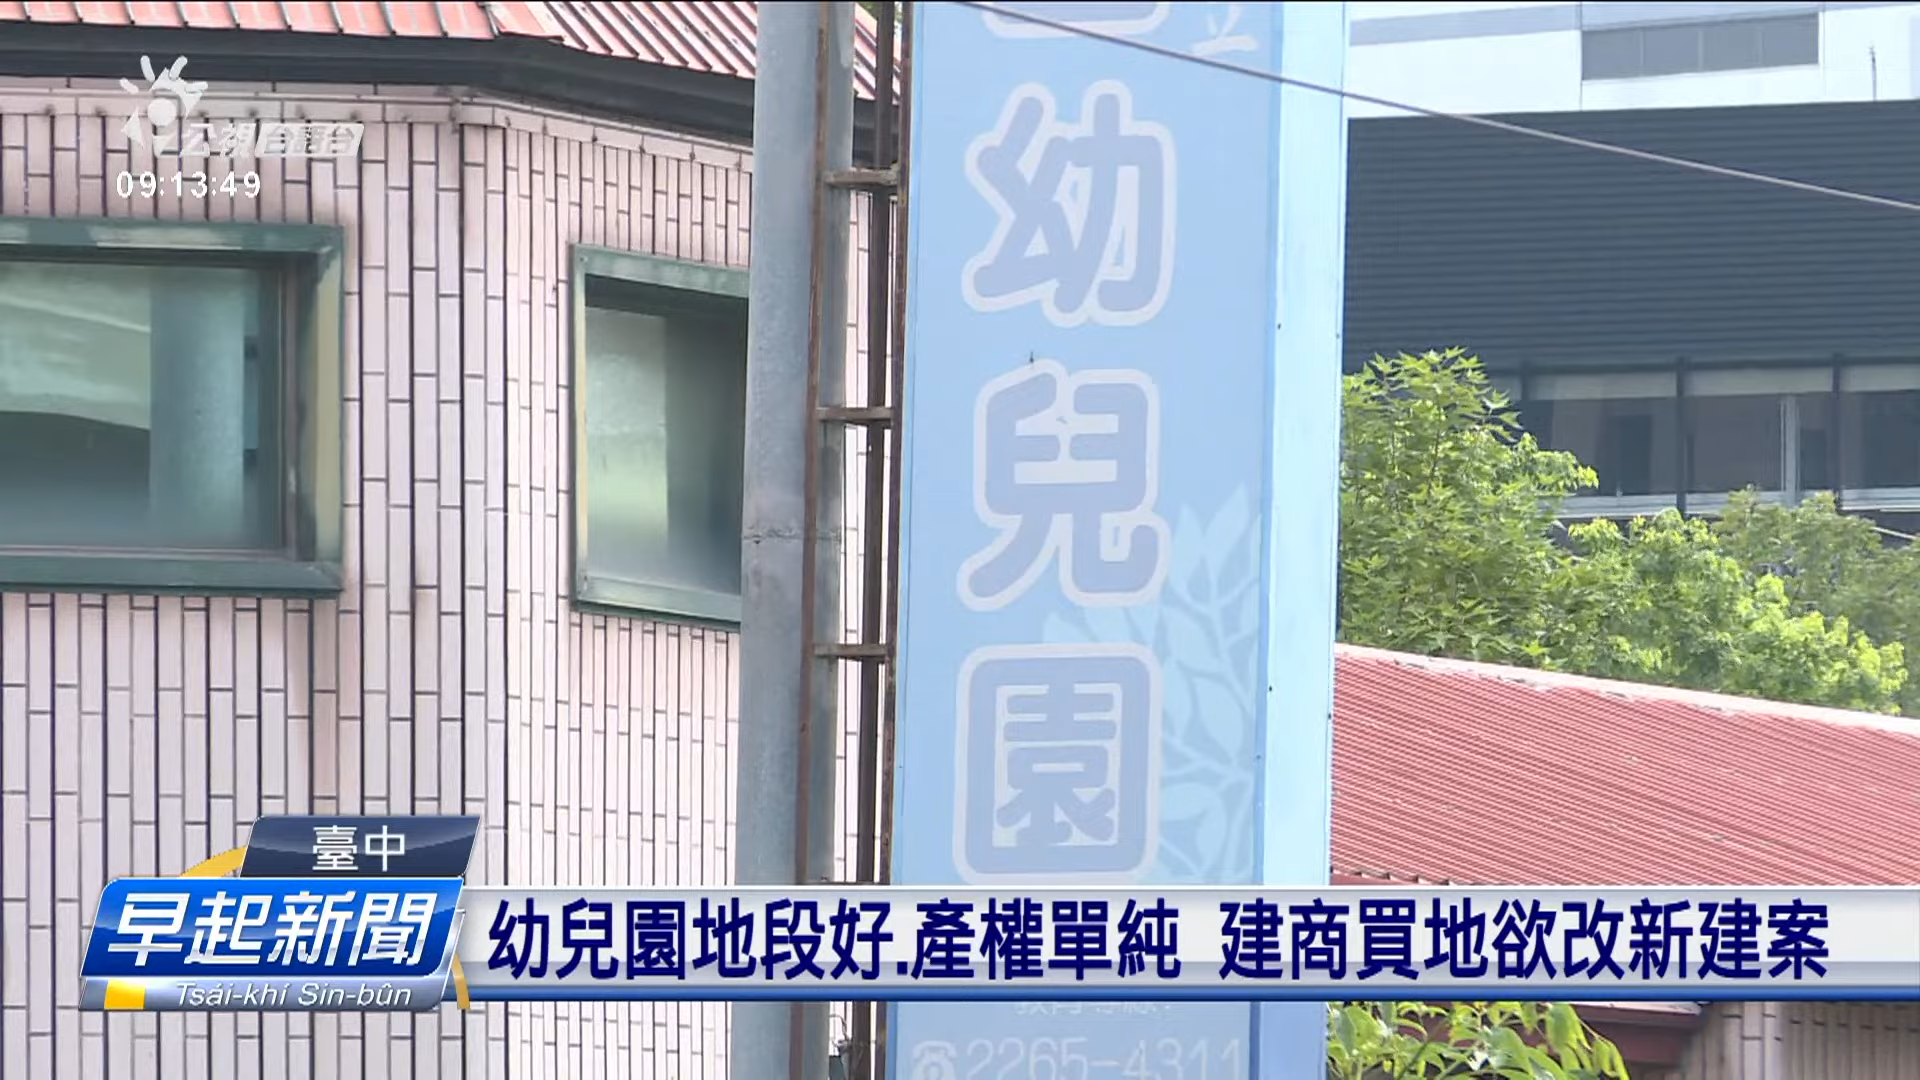 公視台語台
09:13:49
立
幼兒園
臺中
早起新聞
Tsái-khí Sin-bûn
幼兒園地段好.產權單純 建商買地欲改新建案
☎2265-4311